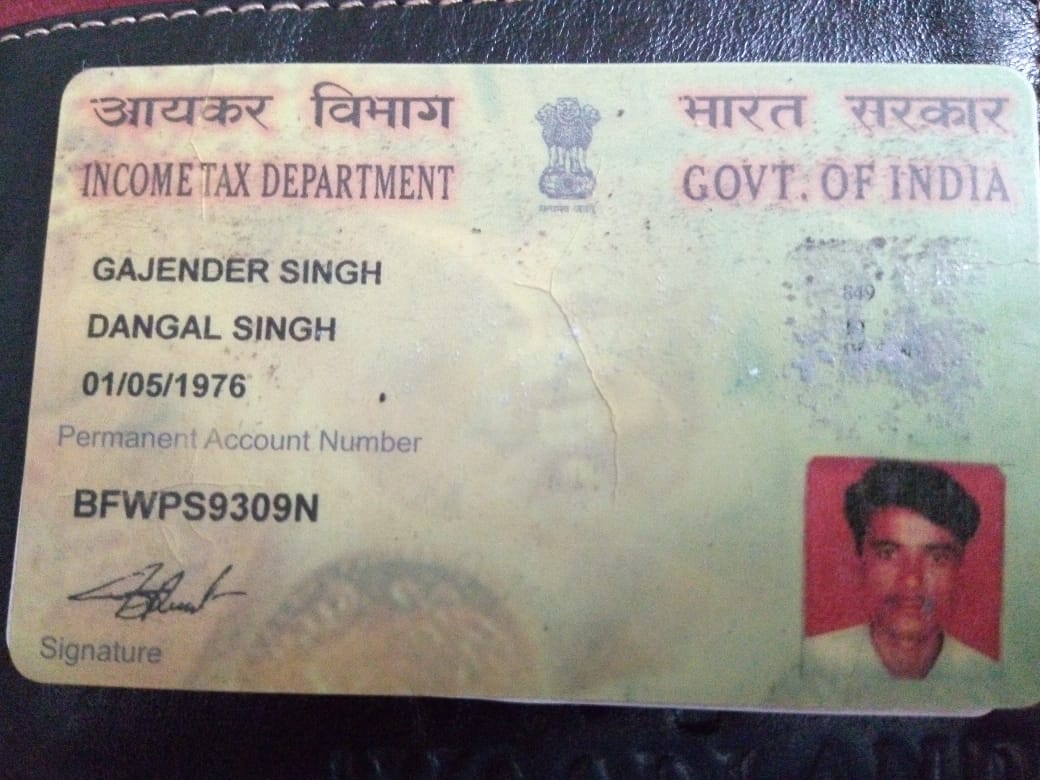 आयकर विभाग
INCOME TAX DEPARTMENT
भारत सरकार
GOVT. OF INDIA
GAJENDER SINGH
DANGAL SINGH
01/05/1976
849
Permanent Account Number
BFWPS9309N
Signature